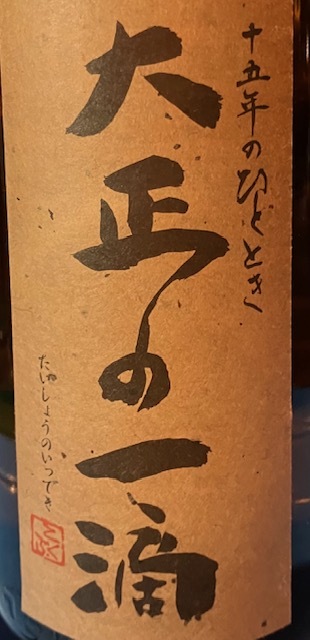 十五年のひととき
大正の一滴
たいしょうのいってき